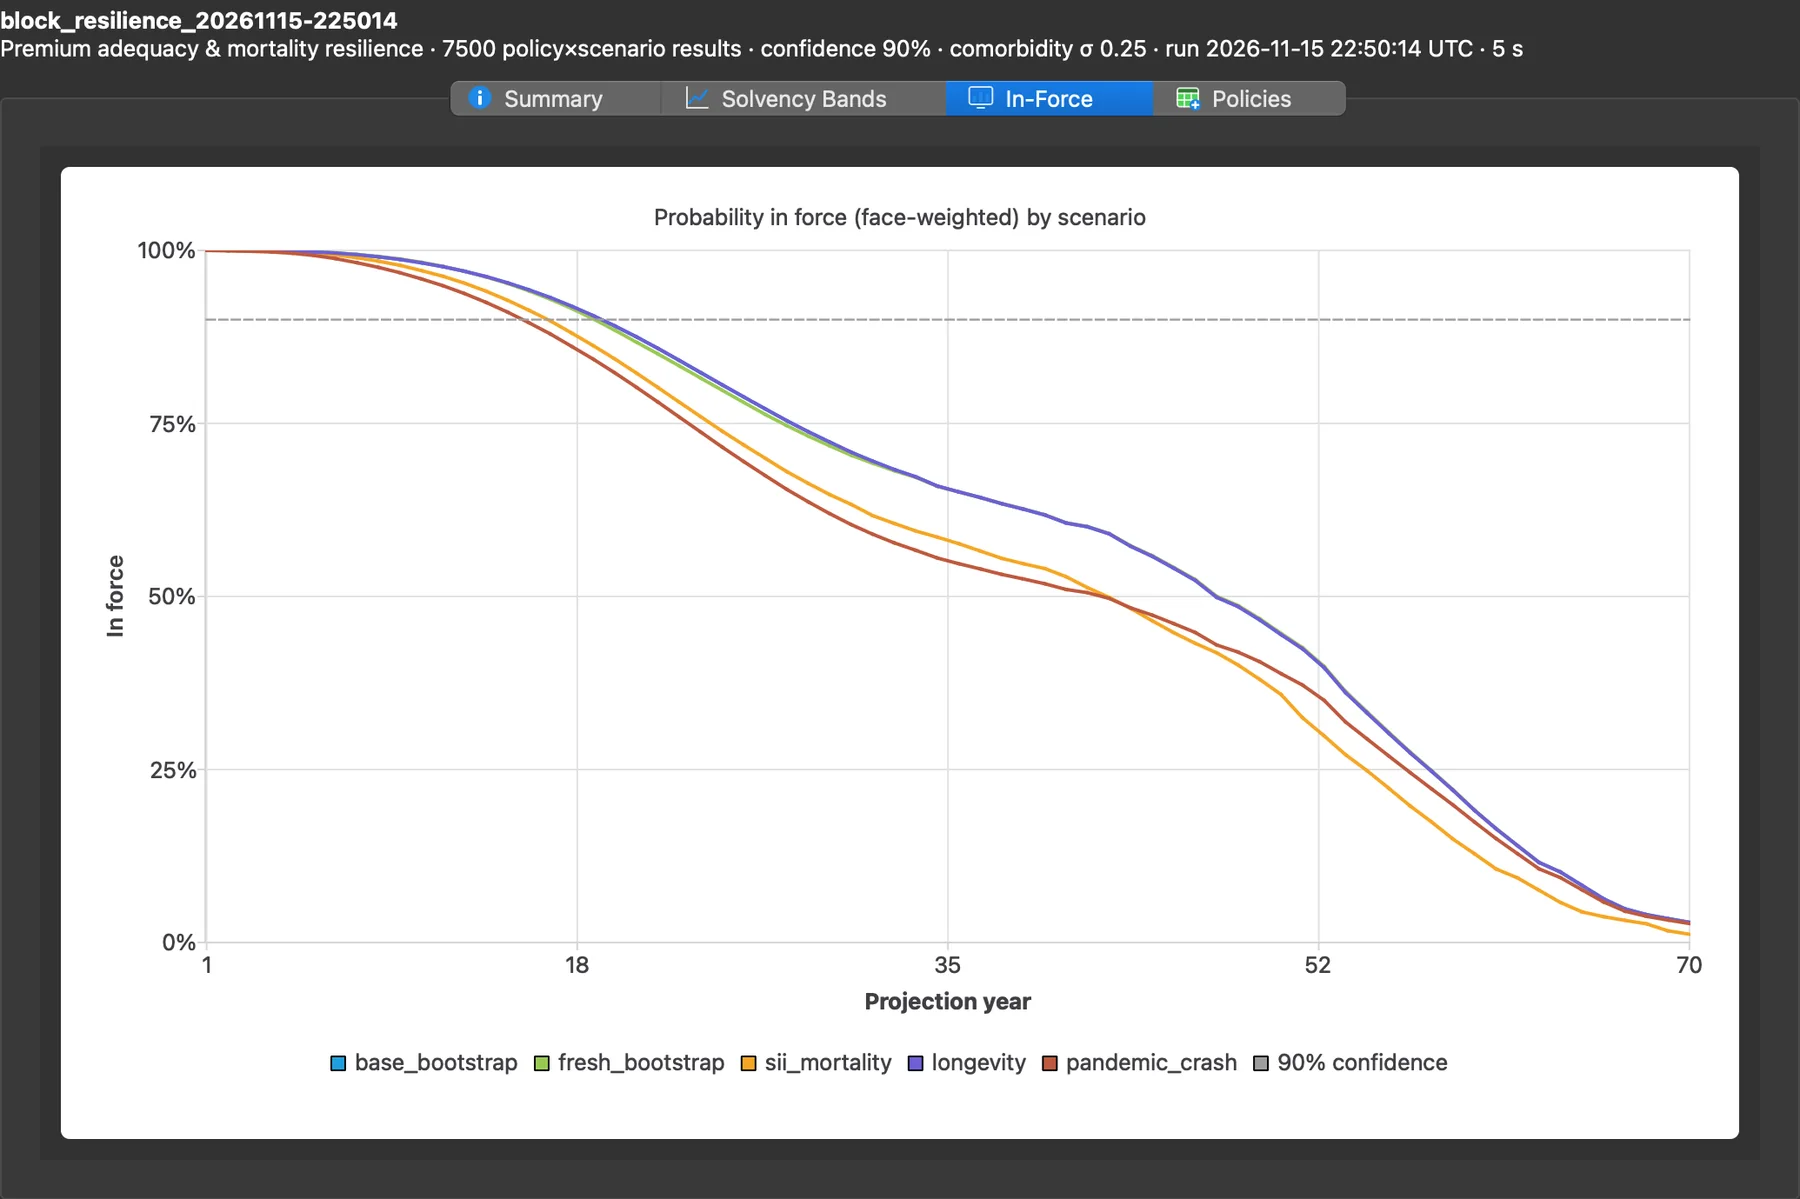 block_resilience_20261115-225014
Premium adequacy & mortality resilience · 7500 policy×scenario results · confidence 90% · comorbidity σ 0.25 · run 2026-11-15 22:50:14 UTC · 5 s
Summary Solvency Bands In-Force Policies
Probability in force (face-weighted) by scenario
100%
75%
50%
25%
0%
In force
1 18 35 52 70
Projection year
base_bootstrap fresh_bootstrap sii_mortality longevity pandemic_crash 90% confidence